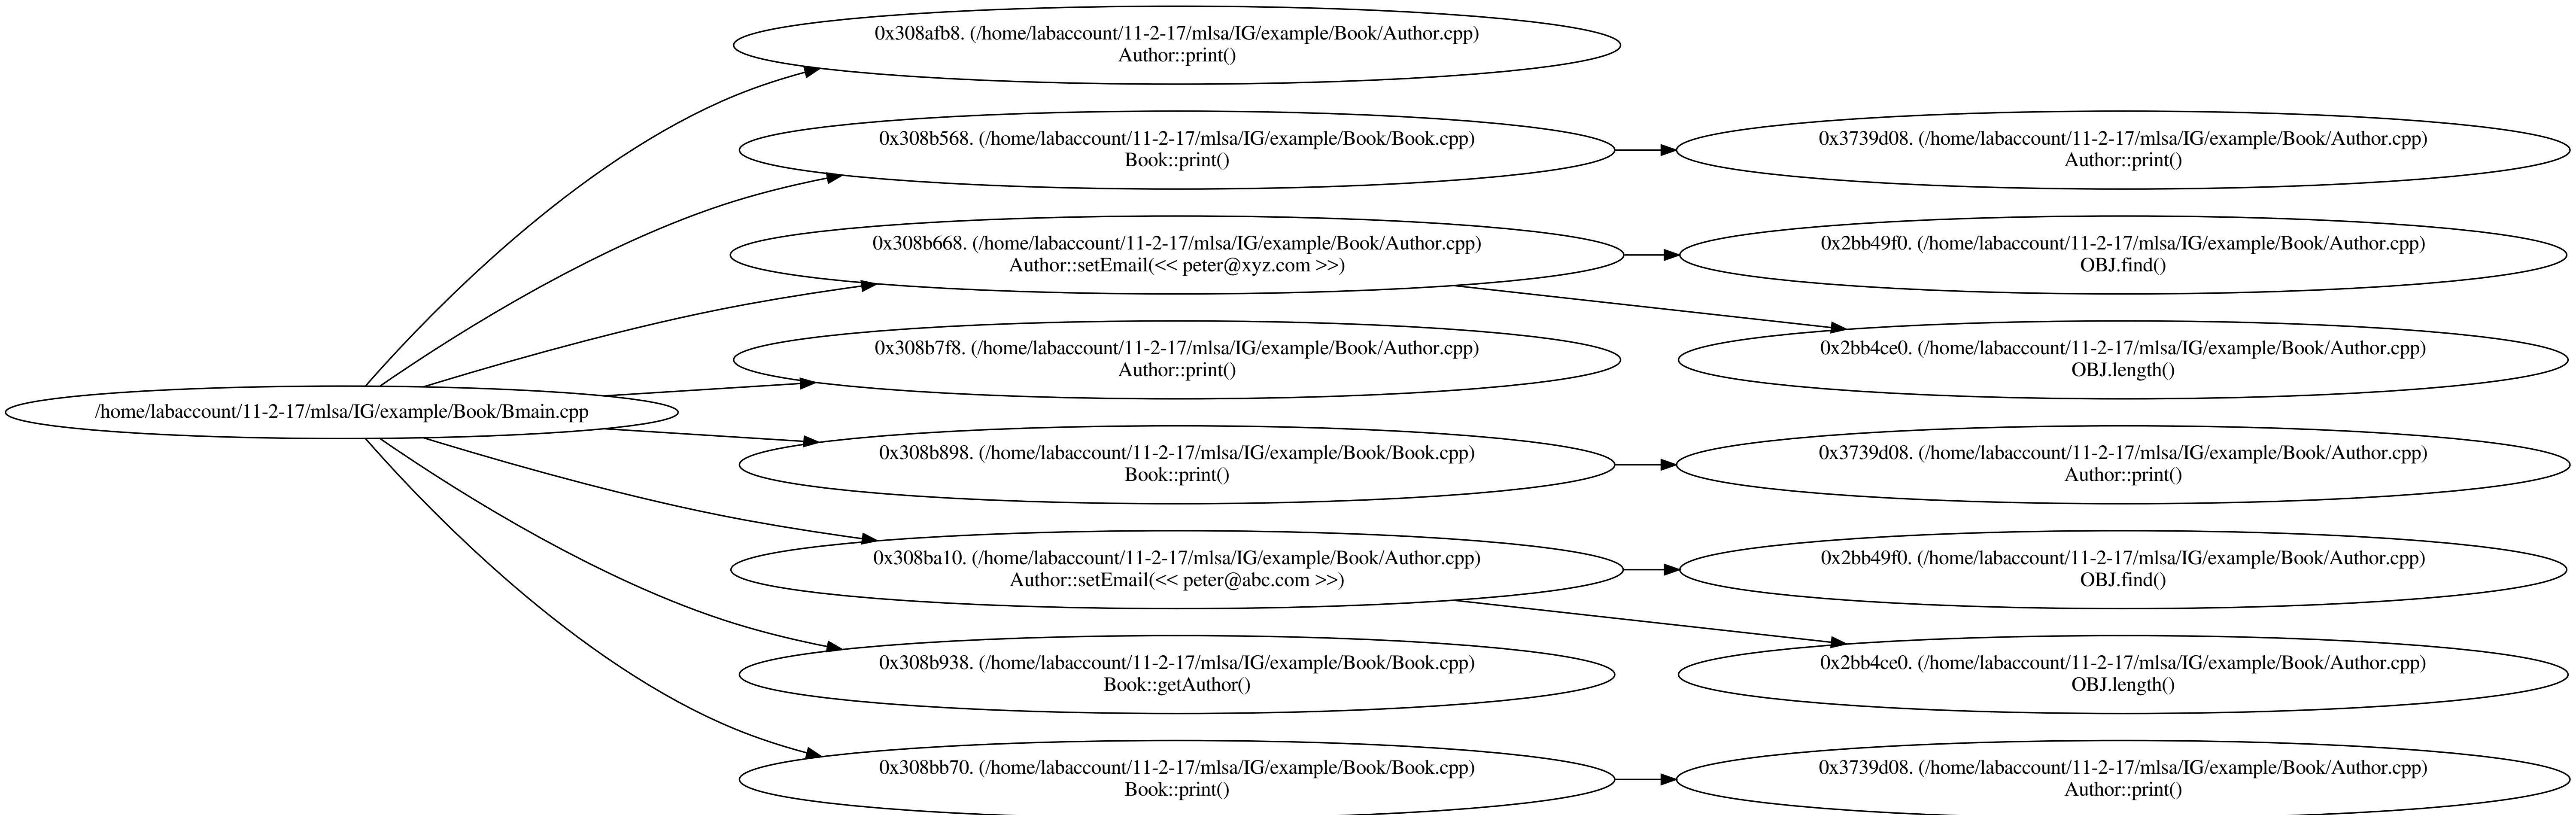 0x308afb8. (/home/labaccount/11-2-17/mlsa/IG/example/Book/Author.cpp)
Author::print()
0x308b568. (/home/labaccount/11-2-17/mlsa/IG/example/Book/Book.cpp)
Book::print()
0x3739d08. (/home/labaccount/11-2-17/mlsa/IG/example/Book/Author.cpp)
Author::print()
0x308b668. (/home/labaccount/11-2-17/mlsa/IG/example/Book/Author.cpp)
Author::setEmail(<< peter@xyz.com >>)
0x2bb49f0. (/home/labaccount/11-2-17/mlsa/IG/example/Book/Author.cpp)
OBJ.find()
0x308b7f8. (/home/labaccount/11-2-17/mlsa/IG/example/Book/Author.cpp)
Author::print()
0x2bb4ce0. (/home/labaccount/11-2-17/mlsa/IG/example/Book/Author.cpp)
OBJ.length()
/home/labaccount/11-2-17/mlsa/IG/example/Book/Bmain.cpp
0x308b898. (/home/labaccount/11-2-17/mlsa/IG/example/Book/Book.cpp)
Book::print()
0x3739d08. (/home/labaccount/11-2-17/mlsa/IG/example/Book/Author.cpp)
Author::print()
0x308ba10. (/home/labaccount/11-2-17/mlsa/IG/example/Book/Author.cpp)
Author::setEmail(<< peter@abc.com >>)
0x2bb49f0. (/home/labaccount/11-2-17/mlsa/IG/example/Book/Author.cpp)
OBJ.find()
0x308b938. (/home/labaccount/11-2-17/mlsa/IG/example/Book/Book.cpp)
Book::getAuthor()
0x2bb4ce0. (/home/labaccount/11-2-17/mlsa/IG/example/Book/Author.cpp)
OBJ.length()
0x308bb70. (/home/labaccount/11-2-17/mlsa/IG/example/Book/Book.cpp)
Book::print()
0x3739d08. (/home/labaccount/11-2-17/mlsa/IG/example/Book/Author.cpp)
Author::print()